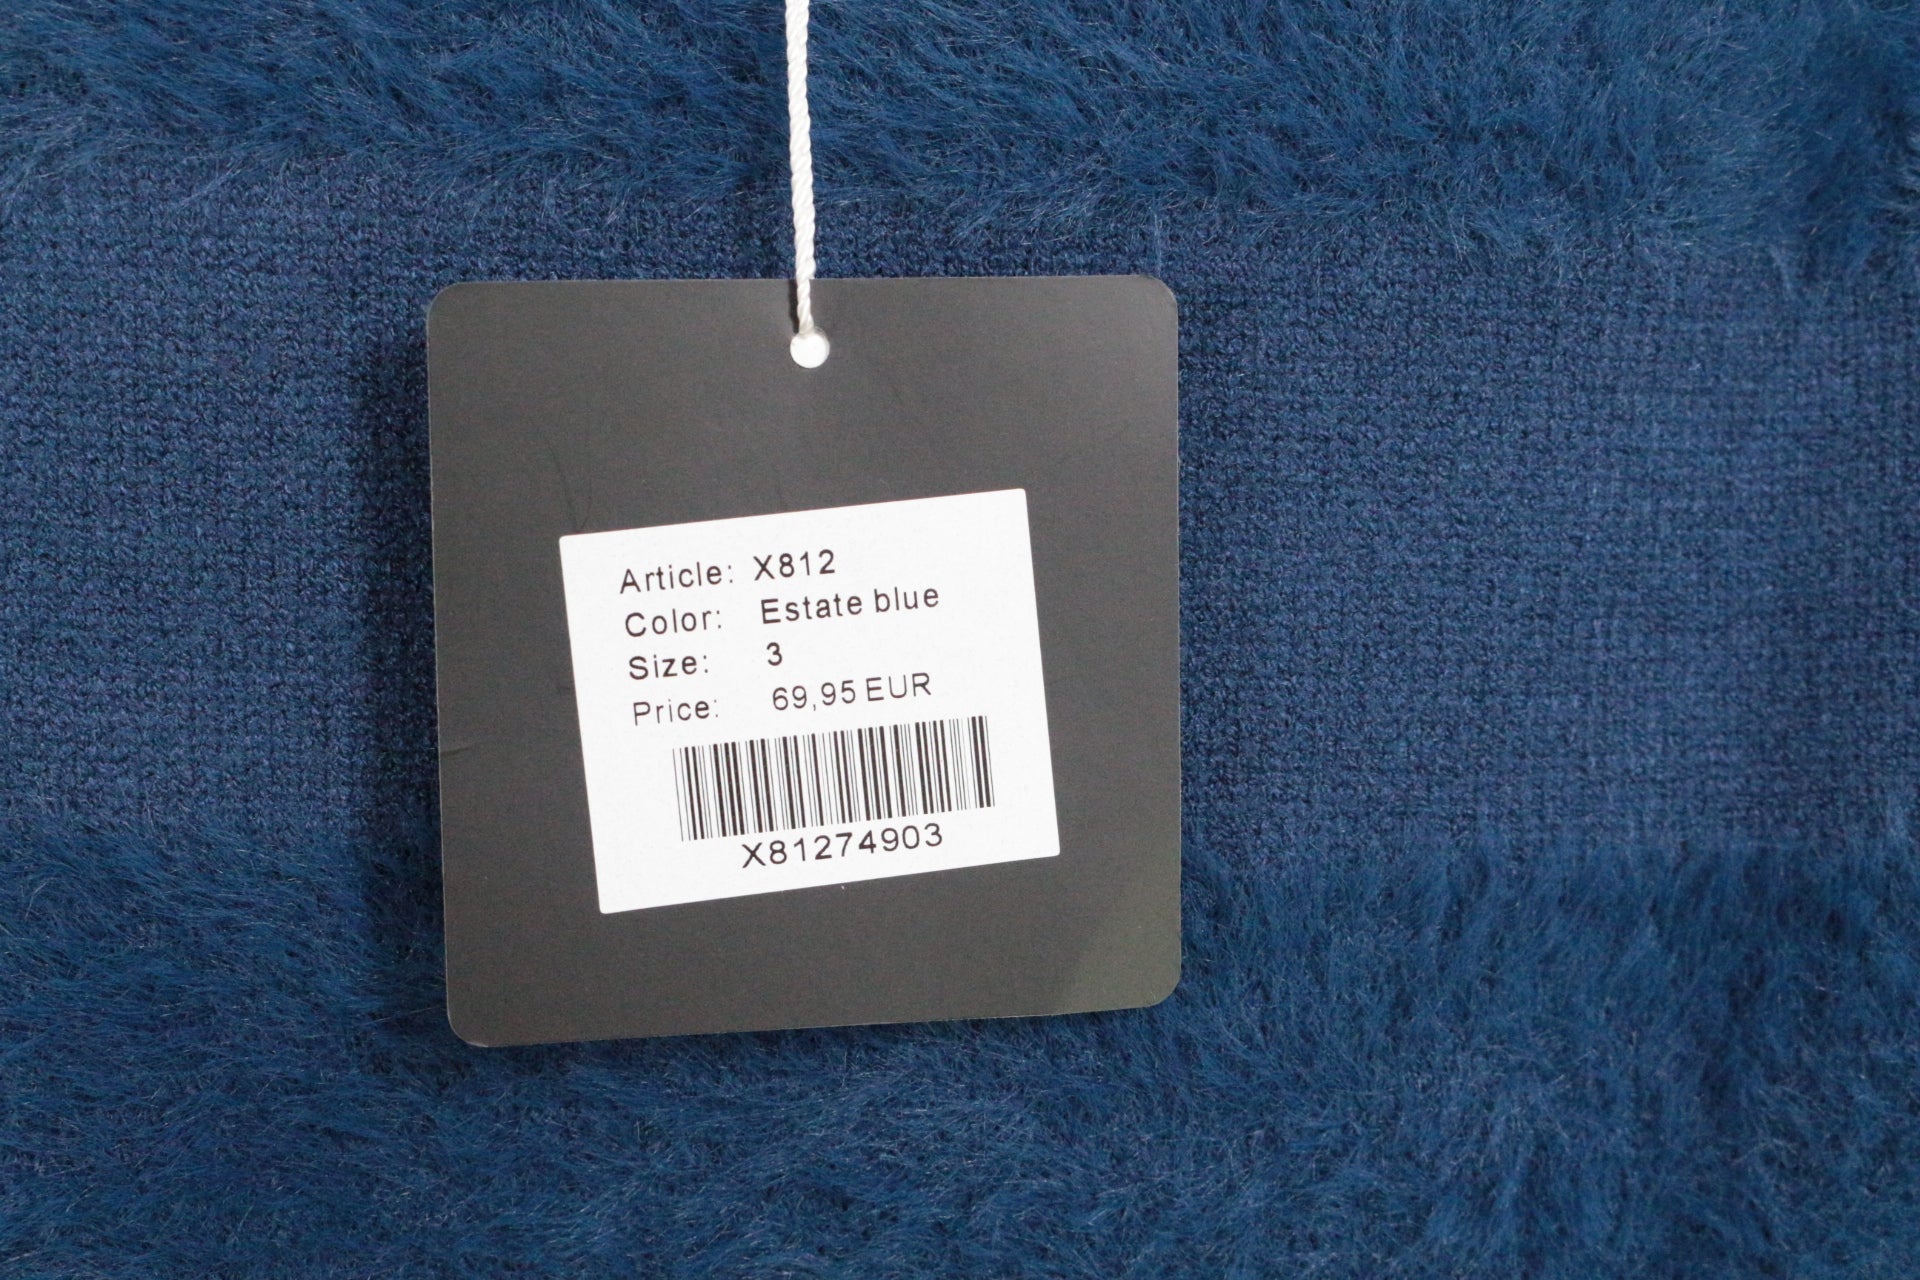 Article: X812
Color: Estate blue
Size: 3
Price: 69,95 EUR
X81274903